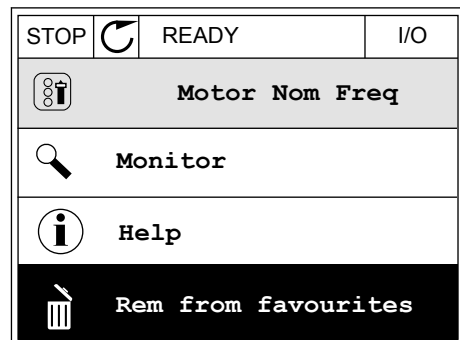 STOP READY I/O
Motor Nom Freq
Monitor
Help
Rem from favourites